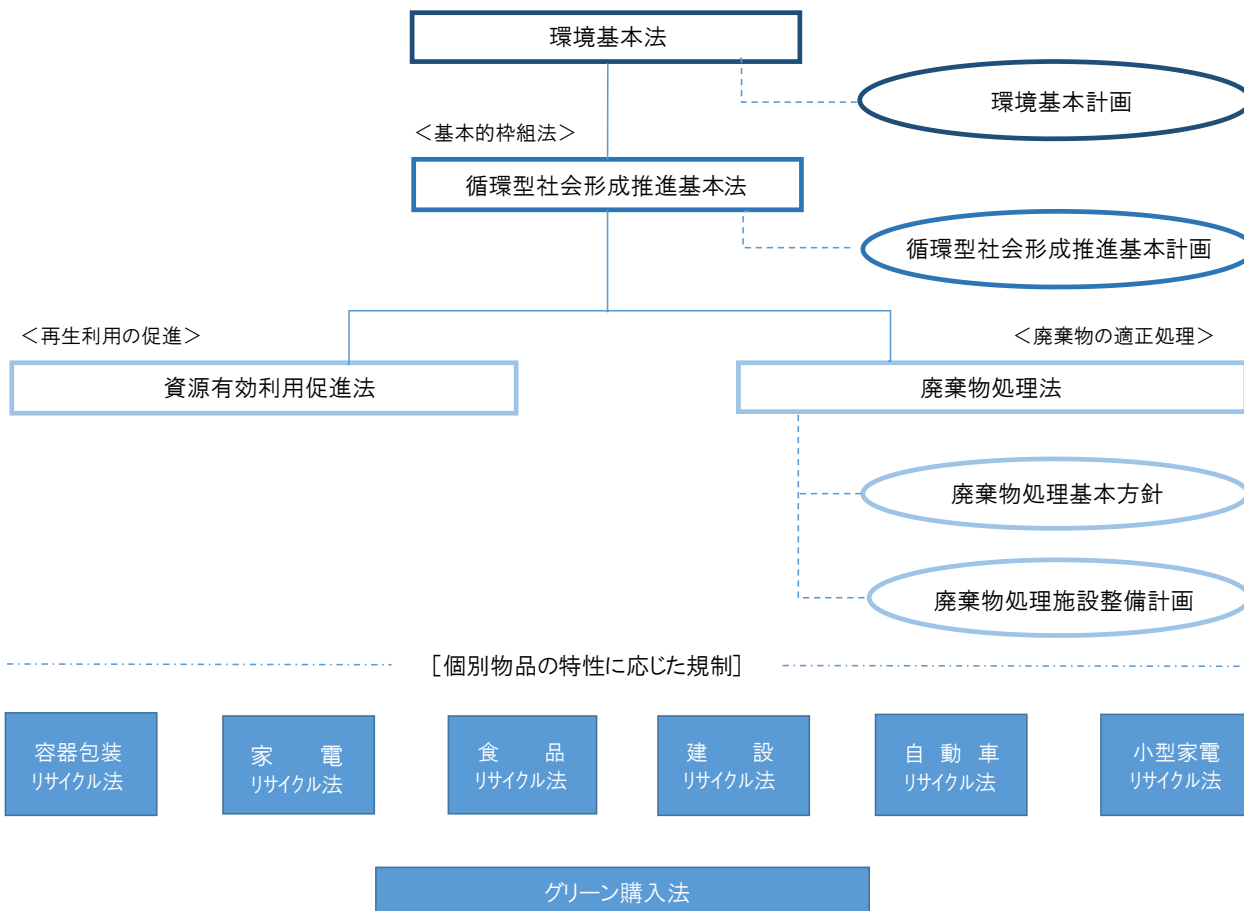 環境基本法
環境基本計画
＜基本的枠組法＞
循環型社会形成推進基本法
循環型社会形成推進基本計画
＜再生利用の促進＞
＜廃棄物の適正処理＞
資源有効利用促進法
廃棄物処理法
廃棄物処理基本方針
廃棄物処理施設整備計画
［個別物品の特性に応じた規制］
容器包装
リサイクル法
家　電
リサイクル法
食　品
リサイクル法
建　設
リサイクル法
自 動 車
リサイクル法
小型家電
リサイクル法
グリーン購入法